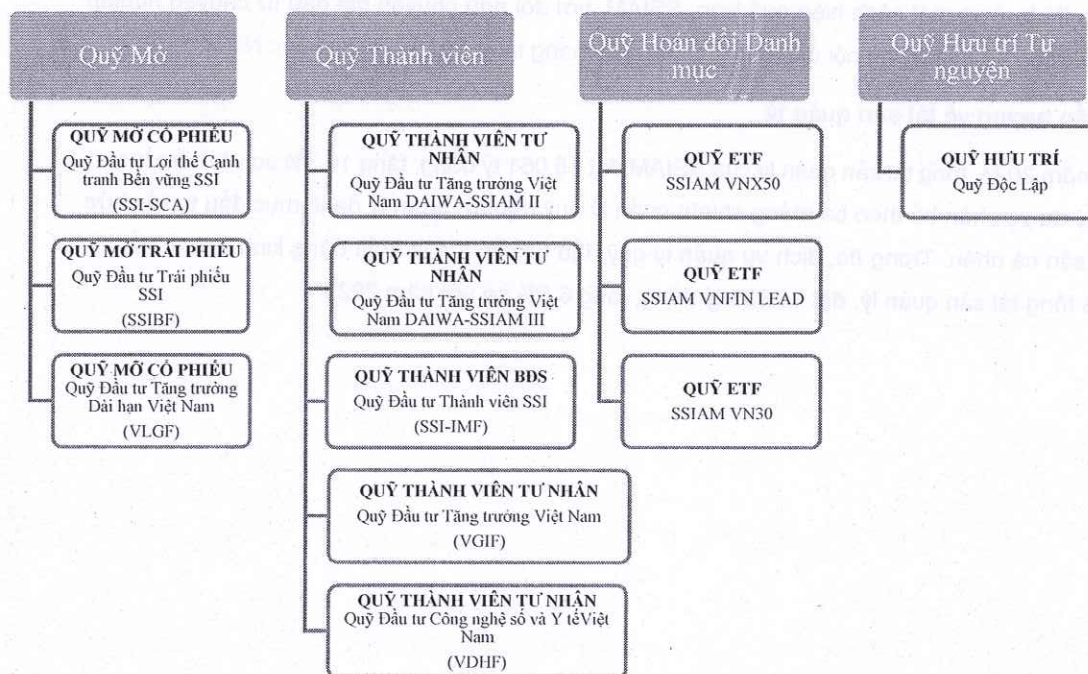 Quỹ Mở
QUỸ MỞ CỔ PHIẾU
Quỹ Đầu tư Lợi thế Cạnh
tranh Bền vững SSI
(SSI-SCA)
QUỸ MỞ TRÁI PHIẾU
Quỹ Đầu tư Trái phiếu
SSI
(SSIBF)
QUỸ MỞ CỔ PHIẾU
Quỹ Đầu tư Tăng trưởng
Dài hạn Việt Nam
(VLGF)
Quỹ Thành viên
QUỸ THÀNH VIÊN TƯ
NHÂN
Quỹ Đầu tư Tăng trưởng Việt
Nam DAIWA-SSIAM II
QUỸ THÀNH VIÊN TƯ
NHÂN
Quỹ Đầu tư Tăng trưởng Việt
Nam DAIWA-SSIAM III
QUỸ THÀNH VIÊN BĐS
Quỹ Đầu tư Thành viên SSI
(SSI-IMF)
QUỸ THÀNH VIÊN TƯ NHÂN
Quỹ Đầu tư Tăng trưởng Việt Nam
(VGIF)
QUỸ THÀNH VIÊN TƯ NHÂN
Quỹ Đầu tư Công nghệ số và Y tếViệt
Nam
(VDHF)
Quỹ Hoán đổi Danh
mục
QUỸ ETF
SSIAM VNX50
QUỸ ETF
SSIAM VNFIN LEAD
QUỸ ETF
SSIAM VN30
Quỹ Hưu trí Tự
nguyện
QUỸ HƯU TRÍ
Quỹ Độc Lập